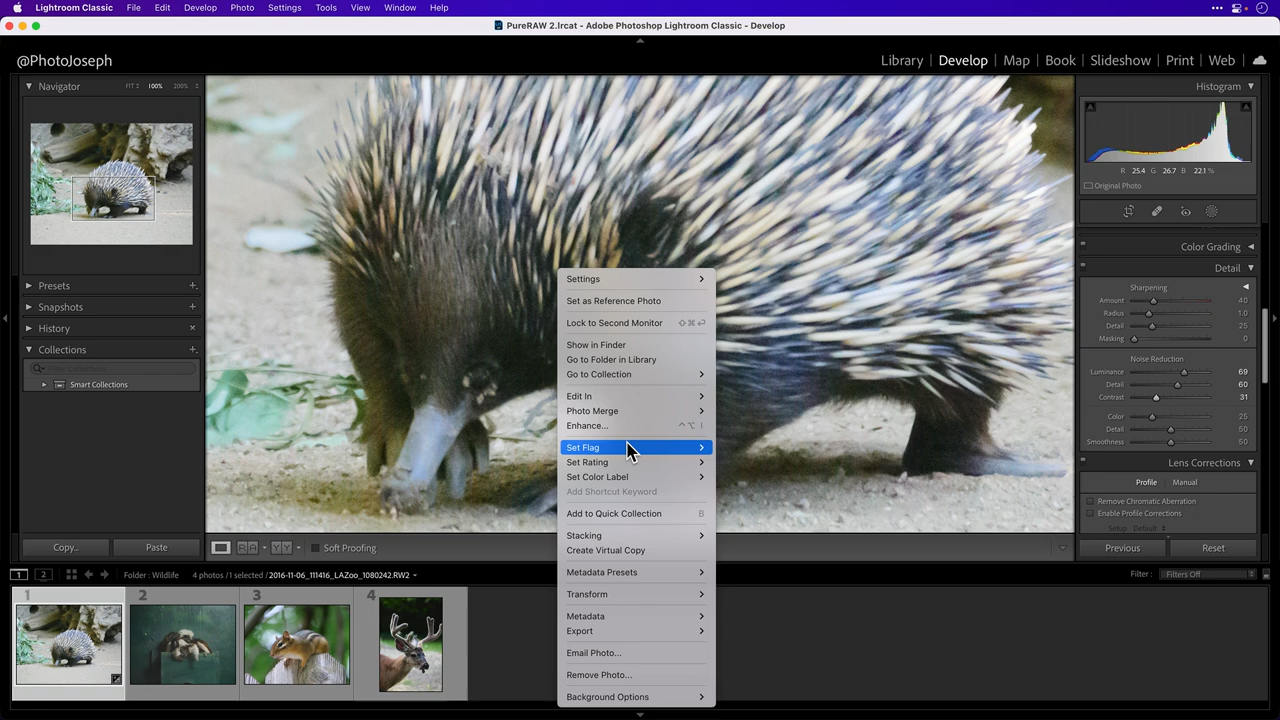 Lightroom Classic File Edit Develop Photo Settings Tools View Window Help
PureRAW 2.lrcat - Adobe Photoshop Lightroom Classic - Develop
@PhotoJoseph
Library | Develop | Map | Book | Slideshow | Print | Web
Navigator FIT 100% 200%
Presets
Snapshots
History
Collections
Smart Collections
Copy... Paste
Settings
Set as Reference Photo
Lock to Second Monitor ⇧⌘↩
Show in Finder
Go to Folder in Library
Go to Collection
Edit In
Photo Merge
Enhance... ⌃⌥ I
Set Flag
Set Rating
Set Color Label
Add Shortcut Keyword
Add to Quick Collection B
Stacking
Create Virtual Copy
Metadata Presets
Transform
Metadata
Export
Email Photo...
Remove Photo...
Background Options
Histogram
R 25.4 G 26.7 B 22.1 %
Original Photo
Color Grading
Detail
Sharpening
Amount 40
Radius 1.0
Detail 25
Masking 0
Noise Reduction
Luminance 69
Detail 60
Contrast 31
Color 25
Detail 50
Smoothness 50
Lens Corrections
Profile Manual
Remove Chromatic Aberration
Enable Profile Corrections
Setup Default
Previous Reset
RA YY Soft Proofing
1 2 Folder : Wildlife 4 photos / 1 selected / 2016-11-06_111416_LAZoo_1080242.RW2
Filter : Filters Off
1 2 3 4